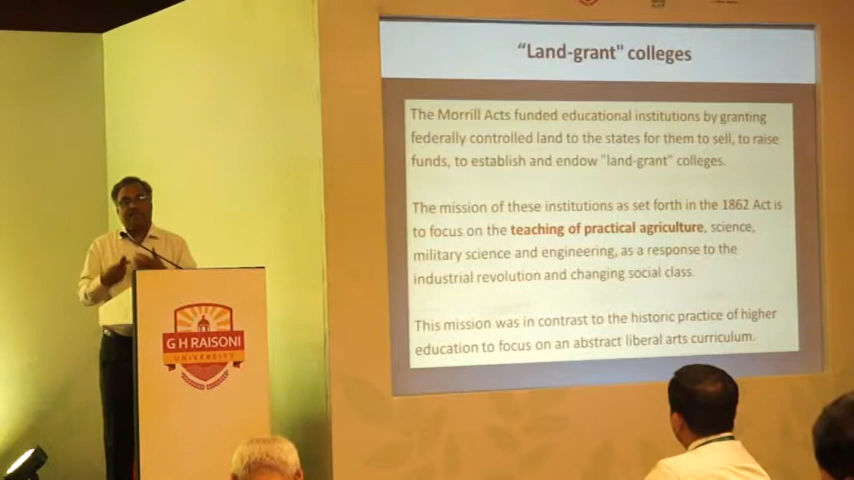 “Land-grant" colleges
The Morrill Acts funded educational institutions by granting
federally controlled land to the states for them to sell, to raise
funds, to establish and endow "land-grant" colleges.
The mission of these institutions as set forth in the 1862 Act is
to focus on the teaching of practical agriculture, science,
military science and engineering, as a response to the
industrial revolution and changing social class.
This mission was in contrast to the historic practice of higher
education to focus on an abstract liberal arts curriculum.
G H RAISONI
UNIVERSITY